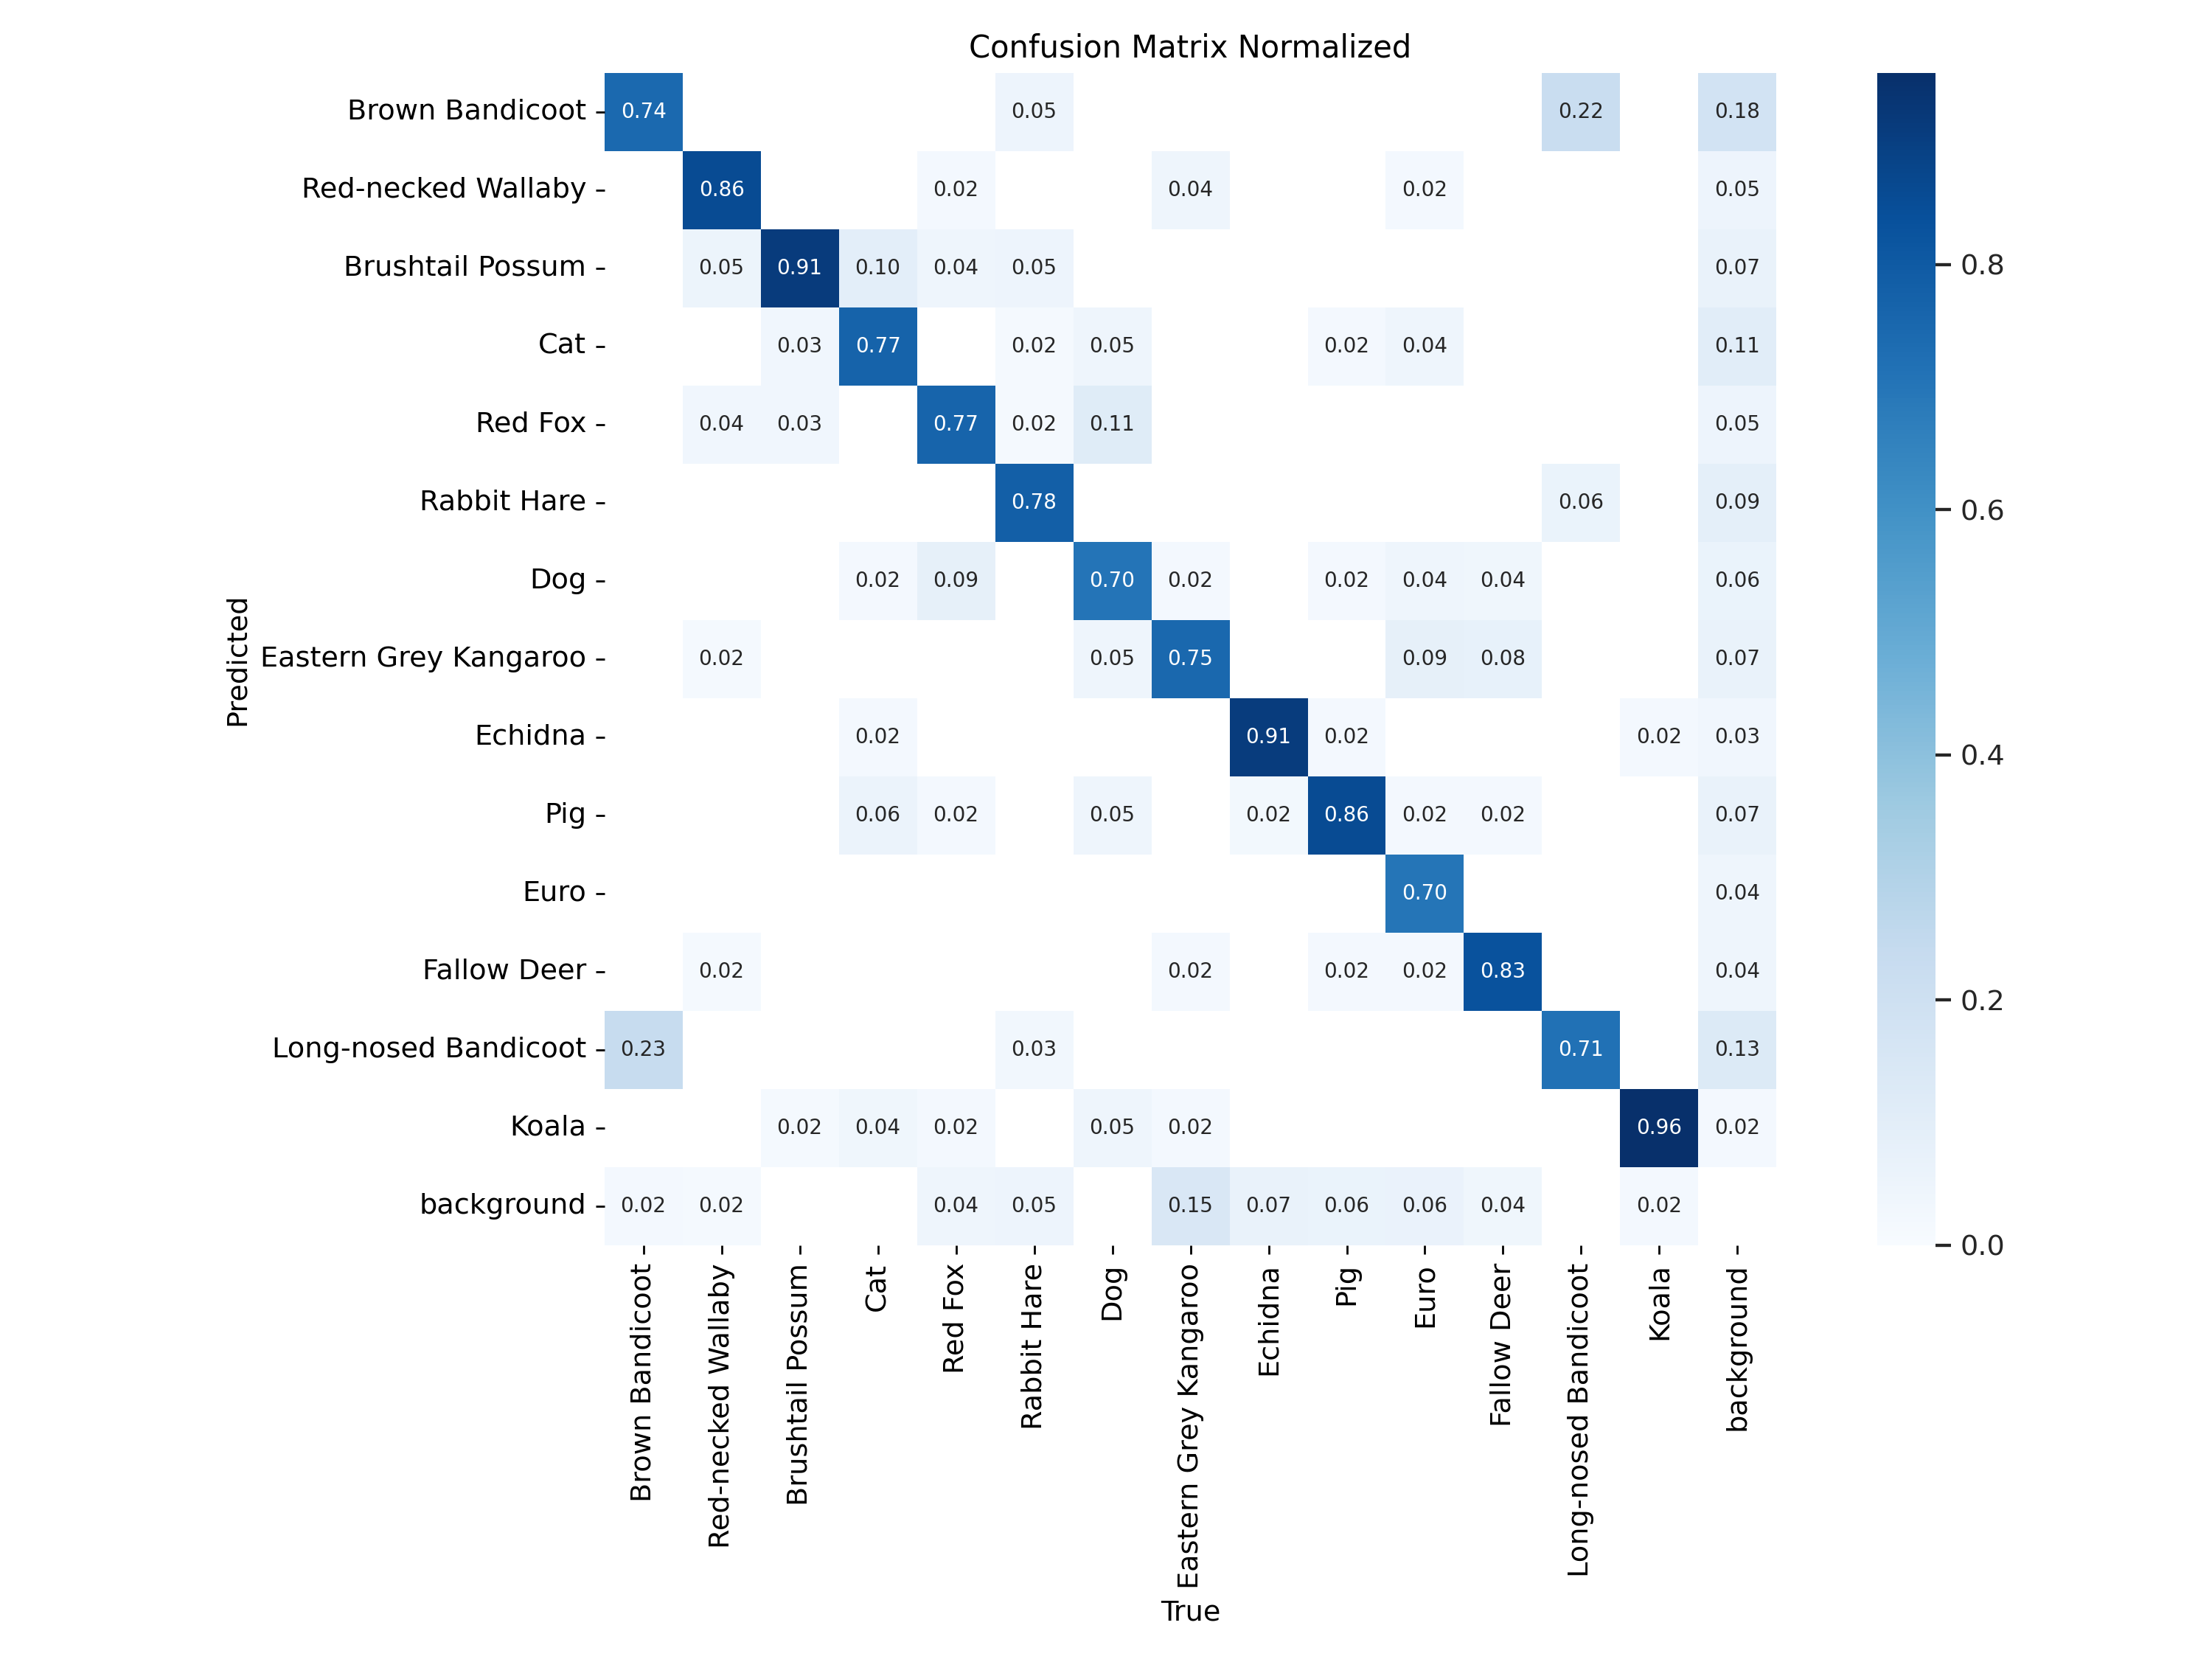 Confusion Matrix Normalized
Brown Bandicoot 0.74 0.05 0.22 0.18
Red-necked Wallaby 0.86 0.02 0.04 0.02 0.05
Brushtail Possum 0.05 0.91 0.10 0.04 0.05 0.07
Cat 0.03 0.77 0.02 0.05 0.02 0.04 0.11
Red Fox 0.04 0.03 0.77 0.02 0.11 0.05
Rabbit Hare 0.78 0.06 0.09
Dog 0.02 0.09 0.70 0.02 0.02 0.04 0.04 0.06
Eastern Grey Kangaroo 0.02 0.05 0.75 0.09 0.08 0.07
Echidna 0.02 0.91 0.02 0.02 0.03
Pig 0.06 0.02 0.05 0.02 0.86 0.02 0.02 0.07
Euro 0.70 0.04
Fallow Deer 0.02 0.02 0.02 0.02 0.83 0.04
Long-nosed Bandicoot 0.23 0.03 0.71 0.13
Koala 0.02 0.04 0.02 0.05 0.02 0.96 0.02
background 0.02 0.02 0.04 0.05 0.15 0.07 0.06 0.06 0.04 0.02
Predicted
Brown Bandicoot
Red-necked Wallaby
Brushtail Possum
Cat
Red Fox
Rabbit Hare
Dog
Eastern Grey Kangaroo
Echidna
Pig
Euro
Fallow Deer
Long-nosed Bandicoot
Koala
background
True
0.8
0.6
0.4
0.2
0.0